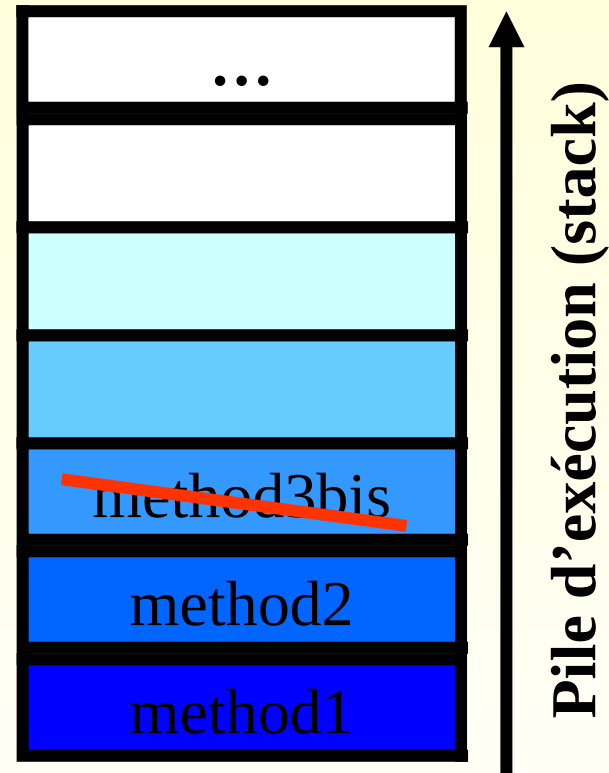 ...
method3bis
method2
method1
Pile d’exécution (stack)